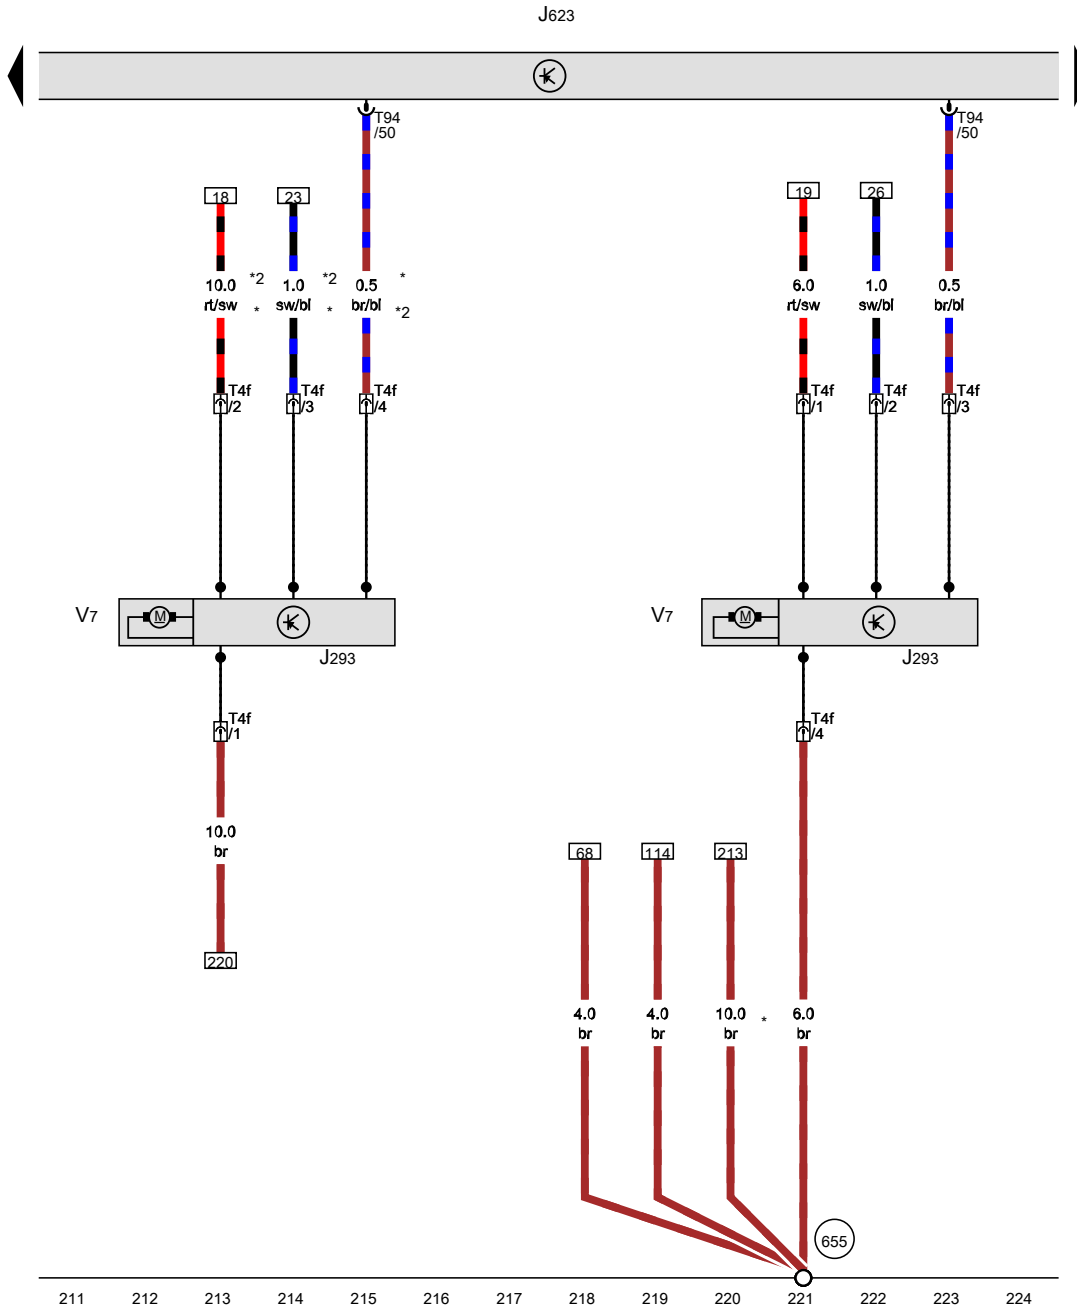 J623
T94
/50
T94
/50
18
23
19
26
10.0
rt/sw
*2
*
1.0
sw/bl
*2
*
0.5
br/bl
*
*2
6.0
rt/sw
1.0
sw/bl
0.5
br/bl
T4f
/2
T4f
/3
T4f
/4
T4f
/1
T4f
/2
T4f
/3
V7
M
J293
V7
M
J293
T4f
/1
T4f
/4
10.0
br
220
68
114
213
4.0
br
4.0
br
10.0
br
*
6.0
br
655
211 212 213 214 215 216 217 218 219 220 221 222 223 224